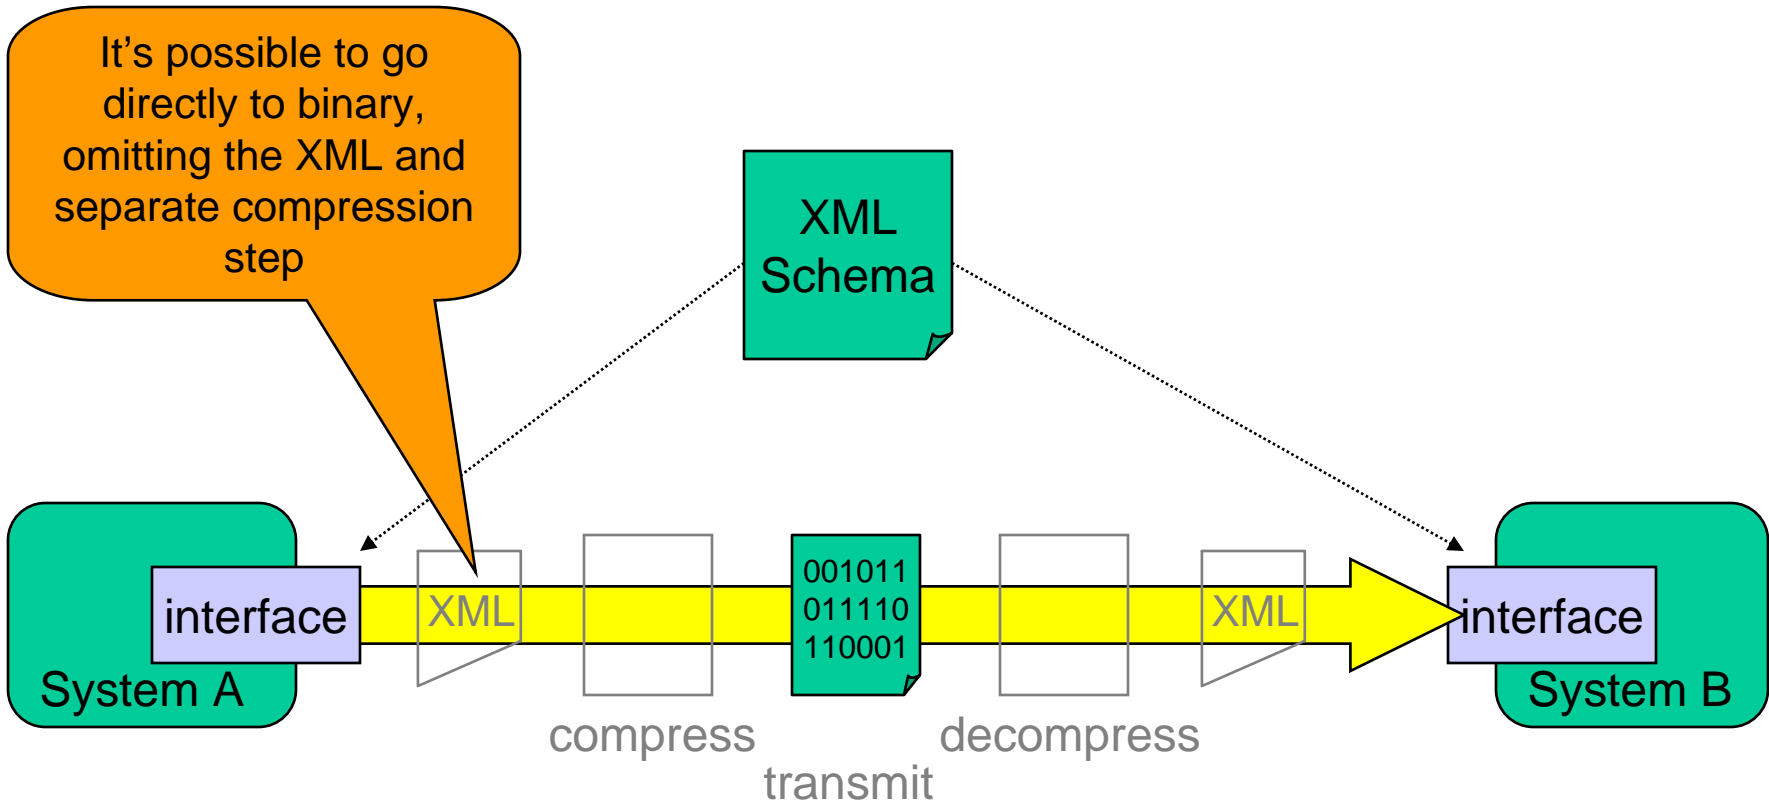 It's possible to go
directly to binary,
omitting the XML and
separate compression
step
XML
Schema
interface
System A
XML
001011
011110
110001
XML
interface
System B
compress
transmit
decompress